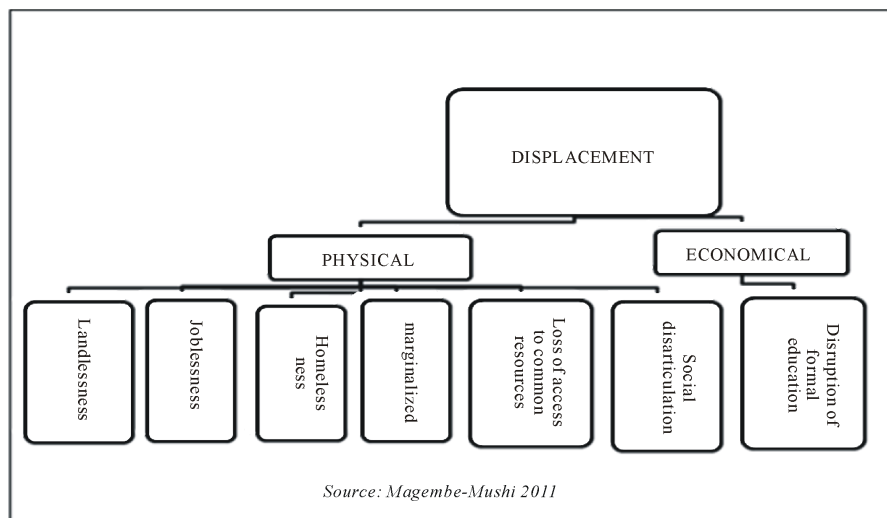 DISPLACEMENT
PHYSICAL
ECONOMICAL
Landlessness
Joblessness
Homeless
ness
marginalized
Loss of access
to common
resources
Social
disarticulation
Disruption of
formal
education
Source: Magembe-Mushi 2011